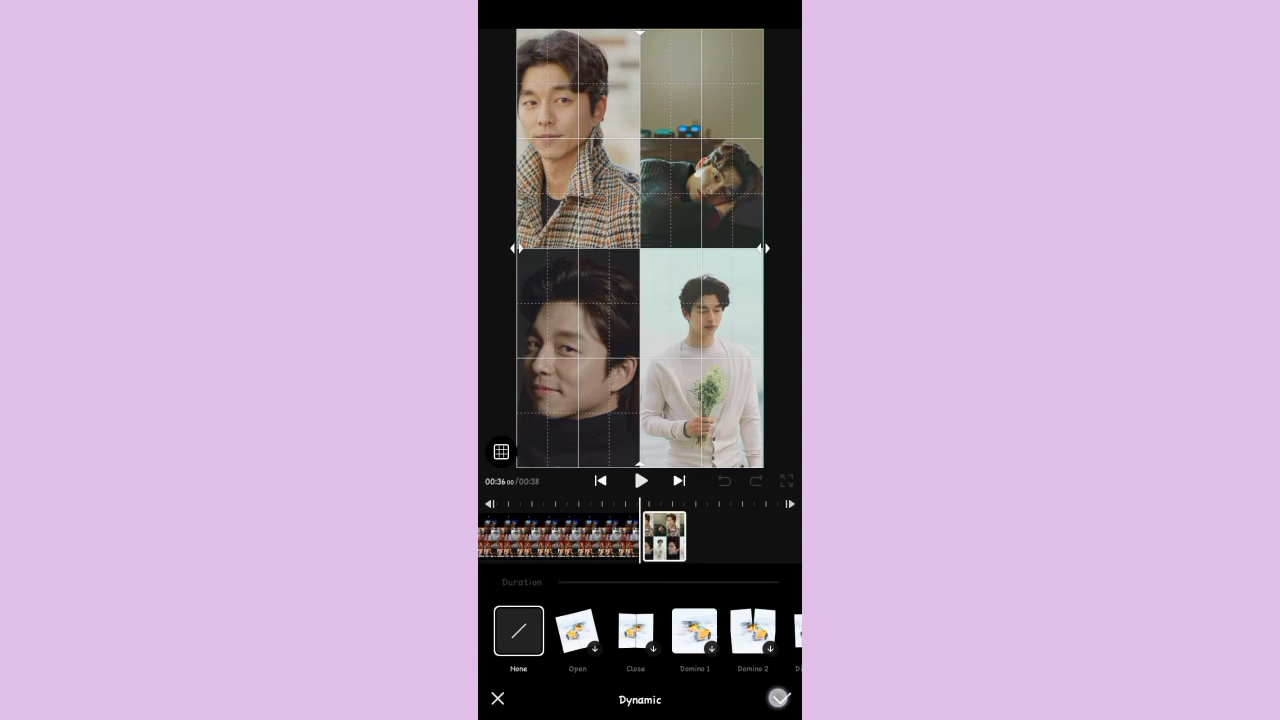 00:36 00/00:38
Duration
None
Open
Close
Domino 1
Domino 2
Dynamic